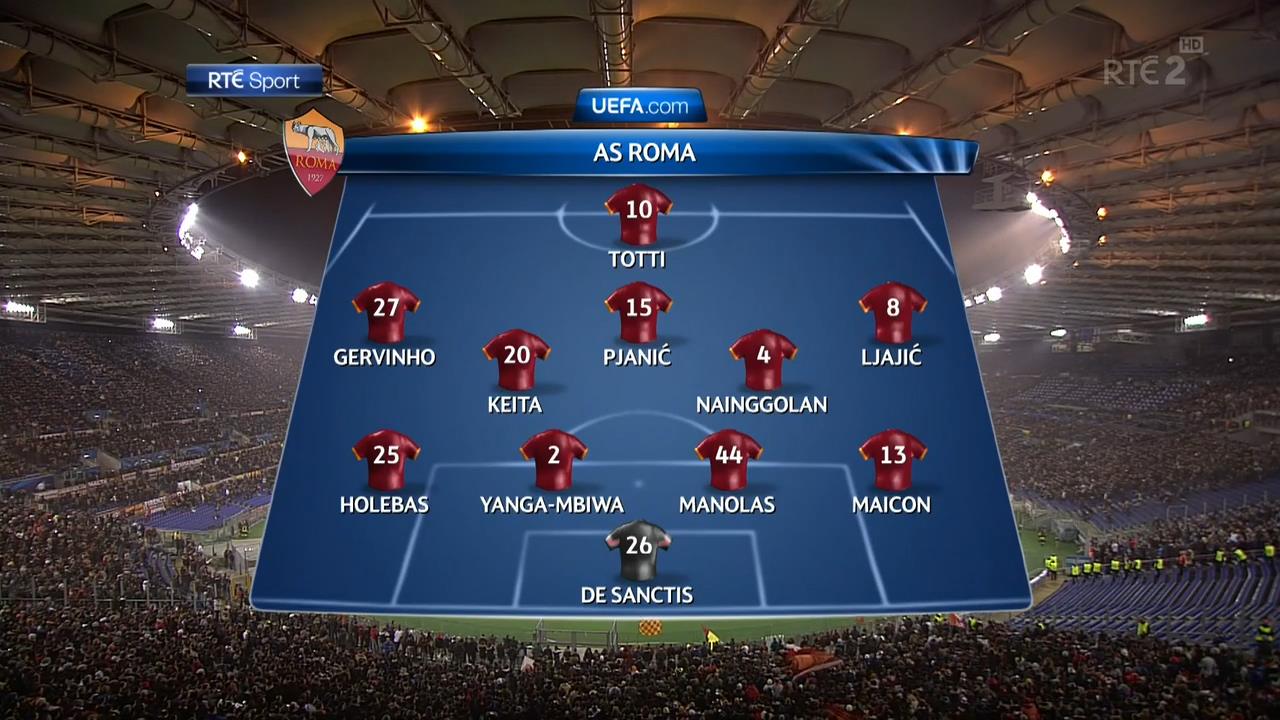 RTÉ Sport
HD
RTÉ 2
UEFA.com
AS ROMA
ROMA
1927
10
TOTTI
27
15
8
GERVINHO
PJANIĆ
LJAJIĆ
20
4
KEITA
NAINGGOLAN
25
2
44
13
HOLEBAS
YANGA-MBIWA
MANOLAS
MAICON
26
DE SANCTIS